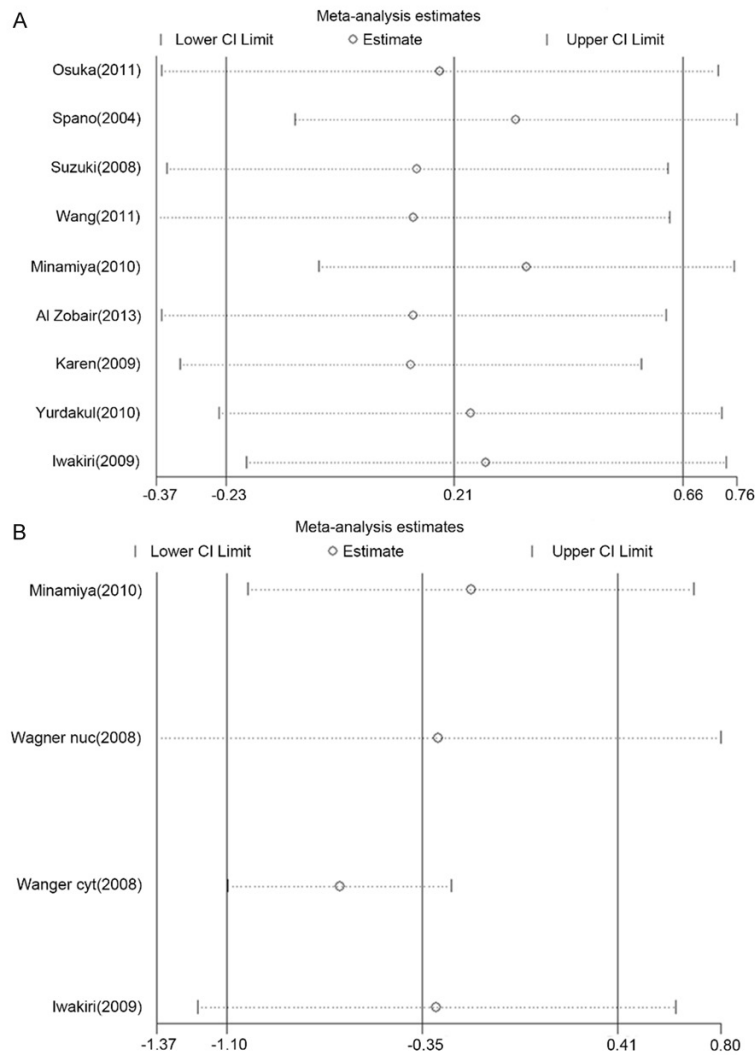 A
Meta-analysis estimates
| Lower CI Limit ○ Estimate | Upper CI Limit
Osuka(2011)
Spano(2004)
Suzuki(2008)
Wang(2011)
Minamiya(2010)
Al Zobair(2013)
Karen(2009)
Yurdakul(2010)
Iwakiri(2009)
-0.37 -0.23 0.21 0.66 0.76
B
Meta-analysis estimates
| Lower CI Limit ○ Estimate | Upper CI Limit
Minamiya(2010)
Wagner nuc(2008)
Wanger cyt(2008)
Iwakiri(2009)
-1.37 -1.10 -0.35 0.41 0.80